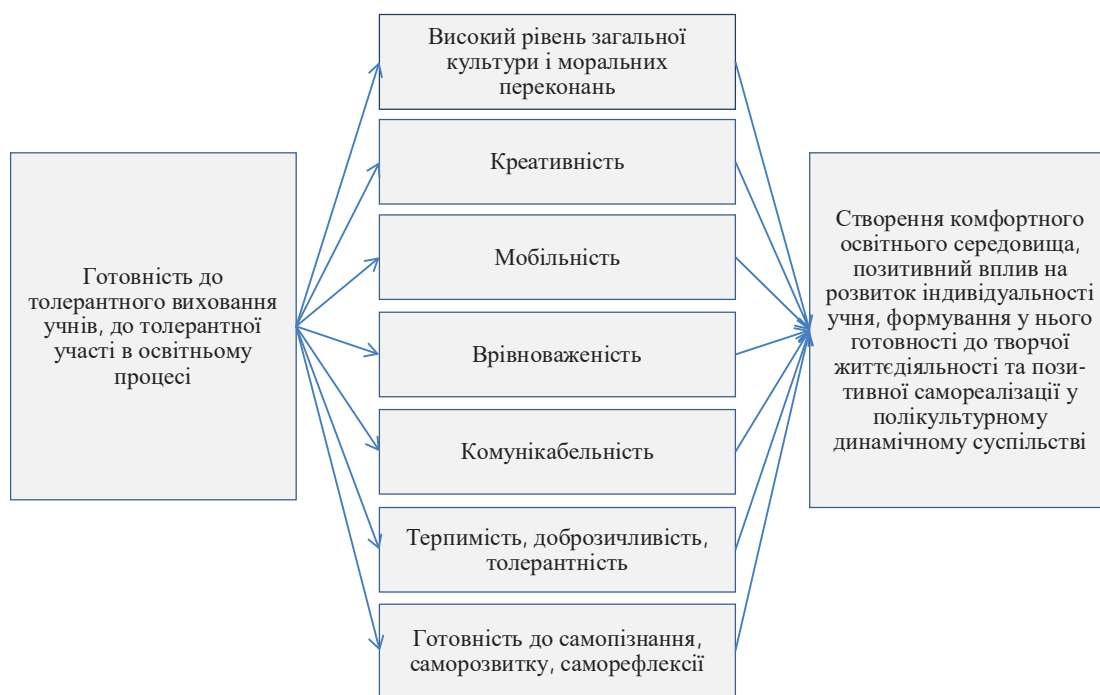 Готовність до
толерантного виховання
учнів, до толерантної
участі в освітньому
процесі
Високий рівень загальної
культури і моральних
переконань
Креативність
Мобільність
Врівноваженість
Комунікабельність
Терпимість, доброзичливість,
толерантність
Готовність до самопізнання,
саморозвитку, саморефлексії
Створення комфортного
освітнього середовища,
позитивний вплив на
розвиток індивідуальності
учня, формування у нього
готовності до творчої
життєдіяльності та пози-
тивної самореалізації у
полікультурному
динамічному суспільстві